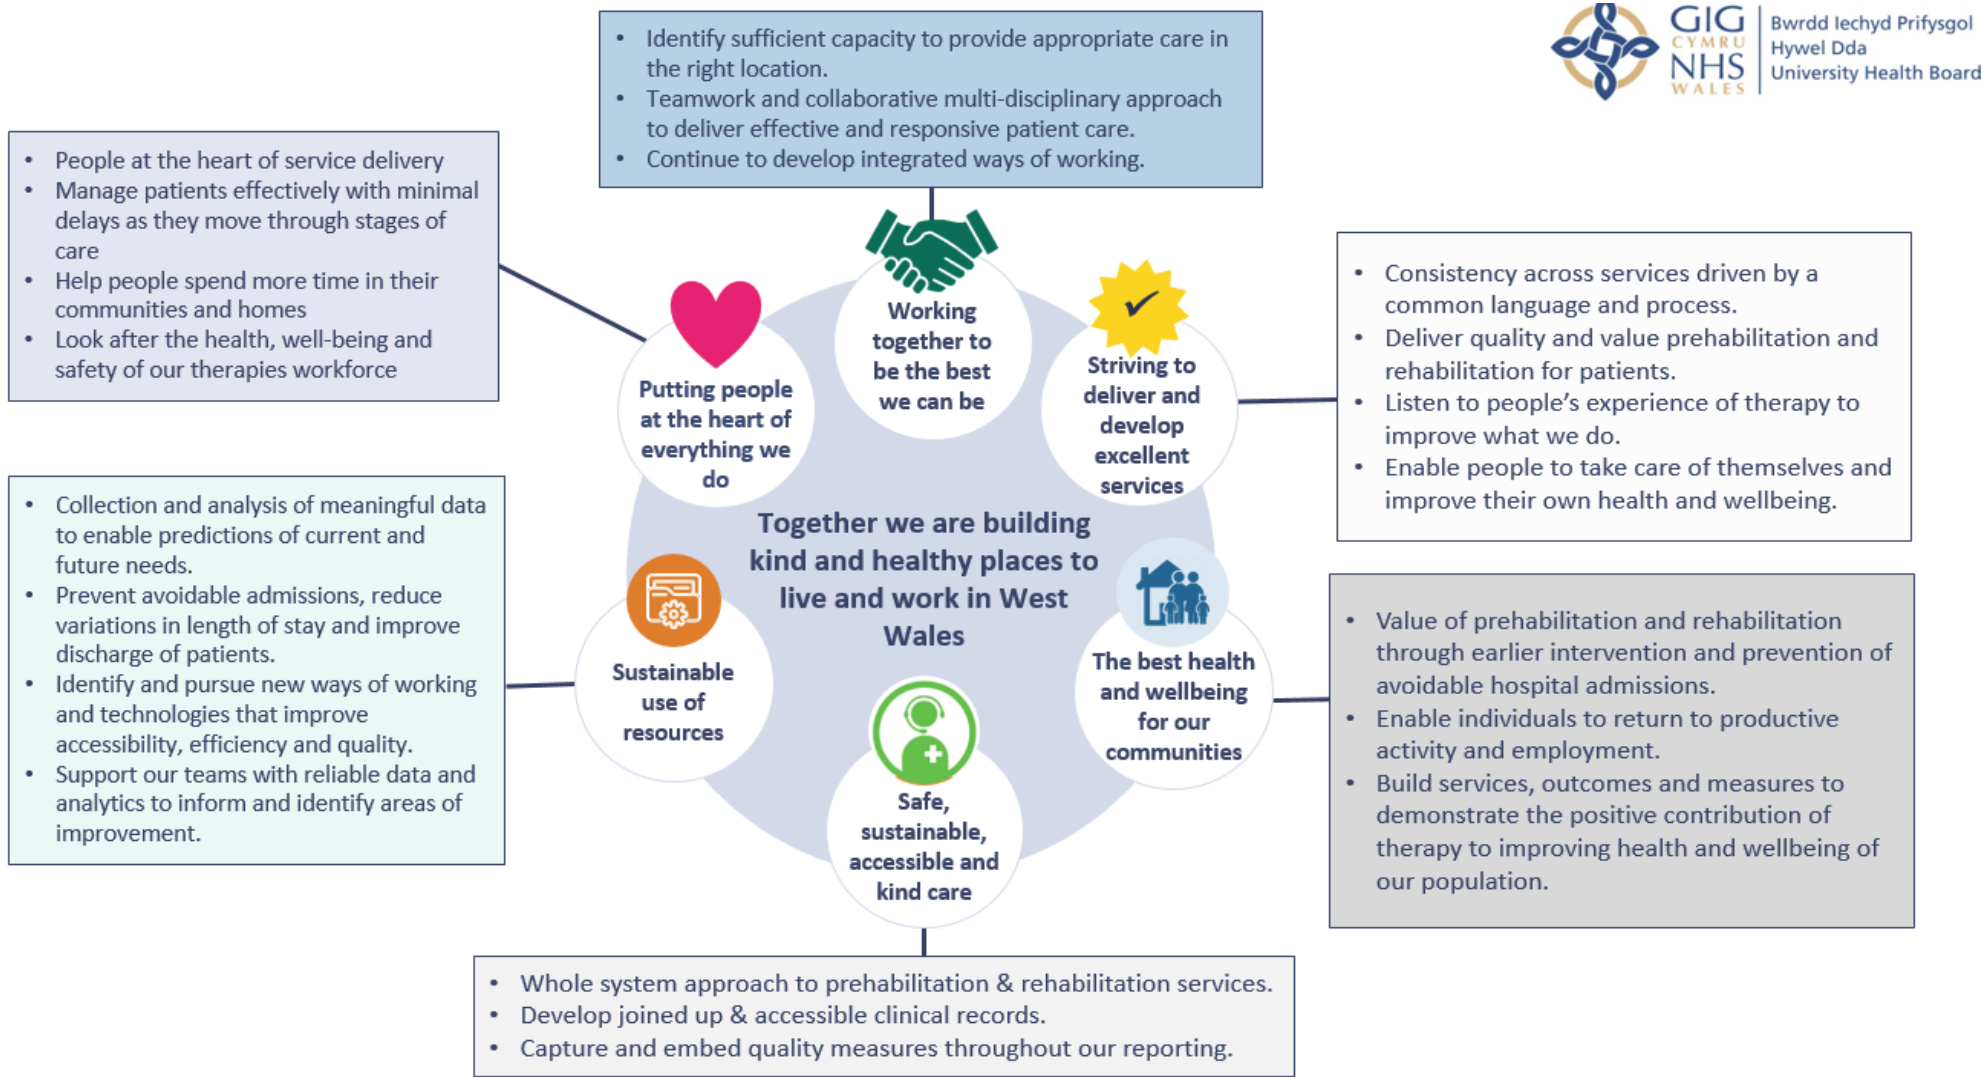 GIG
CYMRU
NHS
WALES
Bwrdd Iechyd Prifysgol
Hywel Dda
University Health Board
• Identify sufficient capacity to provide appropriate care in
the right location.
• Teamwork and collaborative multi-disciplinary approach
to deliver effective and responsive patient care.
• Continue to develop integrated ways of working.
• People at the heart of service delivery
• Manage patients effectively with minimal
delays as they move through stages of
care
• Help people spend more time in their
communities and homes
• Look after the health, well-being and
safety of our therapies workforce
Working
together to
be the best
we can be
Putting people
at the heart of
everything we
do
Striving to
deliver and
develop
excellent
services
• Consistency across services driven by a
common language and process.
• Deliver quality and value prehabilitation and
rehabilitation for patients.
• Listen to people’s experience of therapy to
improve what we do.
• Enable people to take care of themselves and
improve their own health and wellbeing.
• Collection and analysis of meaningful data
to enable predictions of current and
future needs.
• Prevent avoidable admissions, reduce
variations in length of stay and improve
discharge of patients.
• Identify and pursue new ways of working
and technologies that improve
accessibility, efficiency and quality.
• Support our teams with reliable data and
analytics to inform and identify areas of
improvement.
Together we are building
kind and healthy places to
live and work in West
Wales
Sustainable
use of
resources
The best health
and wellbeing
for our
communities
• Value of prehabilitation and rehabilitation
through earlier intervention and prevention of
avoidable hospital admissions.
• Enable individuals to return to productive
activity and employment.
• Build services, outcomes and measures to
demonstrate the positive contribution of
therapy to improving health and wellbeing of
our population.
Safe,
sustainable,
accessible and
kind care
• Whole system approach to prehabilitation & rehabilitation services.
• Develop joined up & accessible clinical records.
• Capture and embed quality measures throughout our reporting.